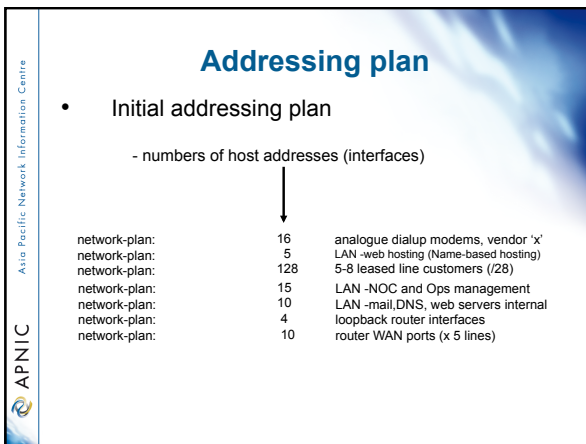 Addressing plan
• Initial addressing plan
- numbers of host addresses (interfaces)
network-plan: 16 analogue dialup modems, vendor ‘x’
network-plan: 5 LAN -web hosting (Name-based hosting)
network-plan: 128 5-8 leased line customers (/28)
network-plan: 15 LAN -NOC and Ops management
network-plan: 10 LAN -mail,DNS, web servers internal
network-plan: 4 loopback router interfaces
network-plan: 10 router WAN ports (x 5 lines)
Asia Pacific Network Information Centre
APNIC